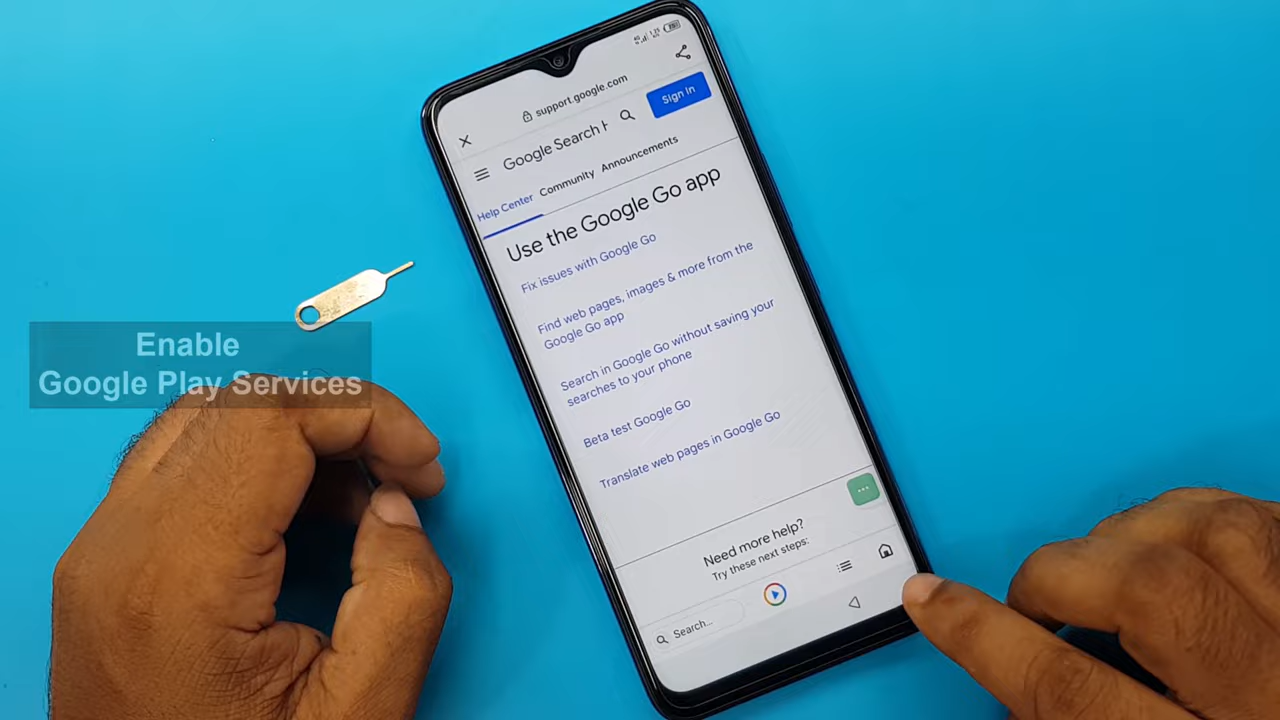 support.google.com
Google Search H
Sign in
Help Center Community Announcements
Use the Google Go app
Fix issues with Google Go
Find web pages, images & more from the
Google Go app
Search in Google Go without saving your
searches to your phone
Beta test Google Go
Translate web pages in Google Go
Need more help?
Try these next steps:
Search...
Enable
Google Play Services